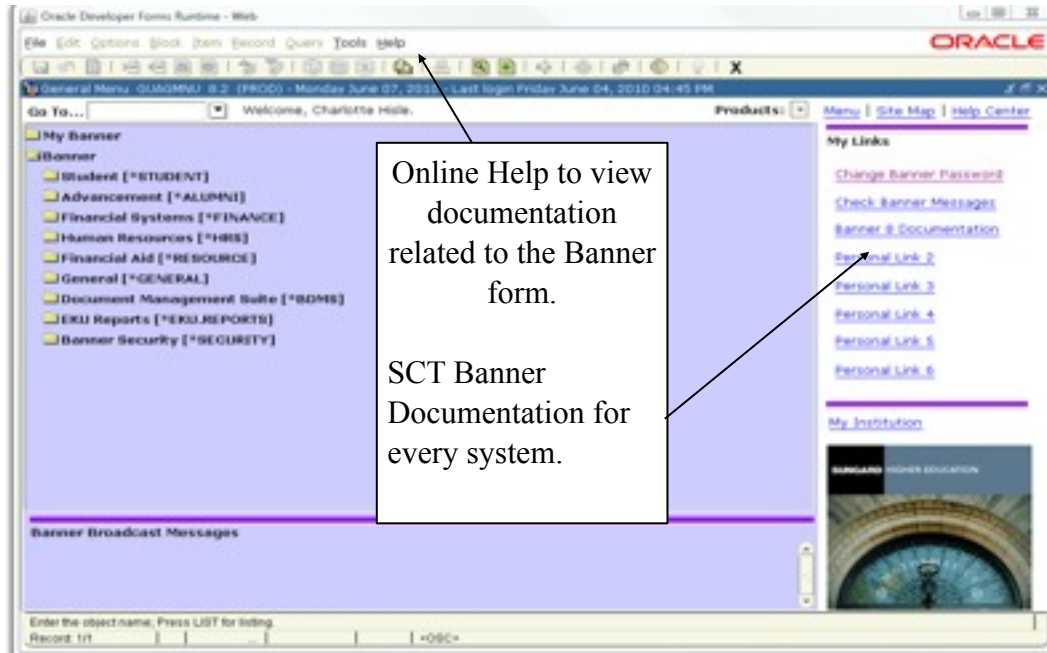 Oracle Developer Forms Runtime - Web
File Edit Options Block Item Record Query Tools Help
ORACLE
General Menu GUAGMNU 8.2 (PROD) - Monday June 07, 2010 - Last login Friday June 04, 2010 04:45 PM
Go To... Welcome, Charlotte Hisle. Products: Menu | Site Map | Help Center
My Banner
Banner
Student [*STUDENT]
Advancement [*ALUMNI]
Financial Systems [*FINANCE]
Human Resources [*HRS]
Financial Aid [*RESOURCE]
General [*GENERAL]
Document Management Suite [*BDMS]
EKU Reports [*EKU.REPORTS]
Banner Security [*SECURITY]
Online Help to view
documentation
related to the Banner
form.
SCT Banner
Documentation for
every system.
My Links
Change Banner Password
Check Banner Messages
Banner 8 Documentation
Personal Link 2
Personal Link 3
Personal Link 4
Personal Link 5
Personal Link 6
My Institution
SUNGARD HIGHER EDUCATION
Banner Broadcast Messages
Enter the object name; Press LIST for listing.
Record: 1/1 ... <OSC>